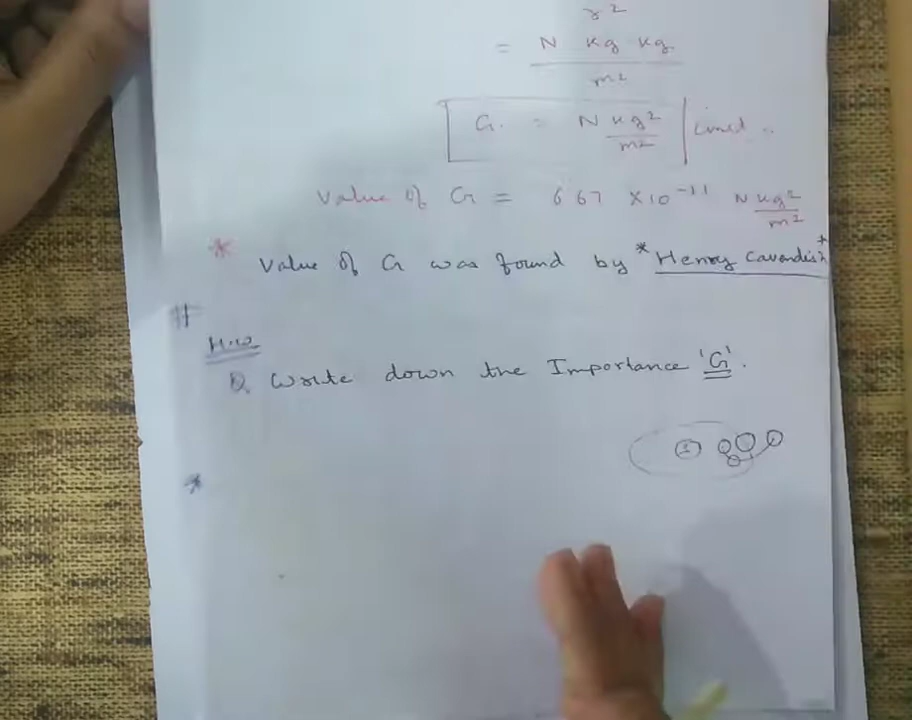 r²
= N kg kg
m²
G. = N kg²/m² unit.
Value of G = 6 67 × 10⁻¹¹ N kg²/m²
* Value of G was found by * Henry Cavendish *
#
H.W
Q. Write down the Importance 'G'.
*